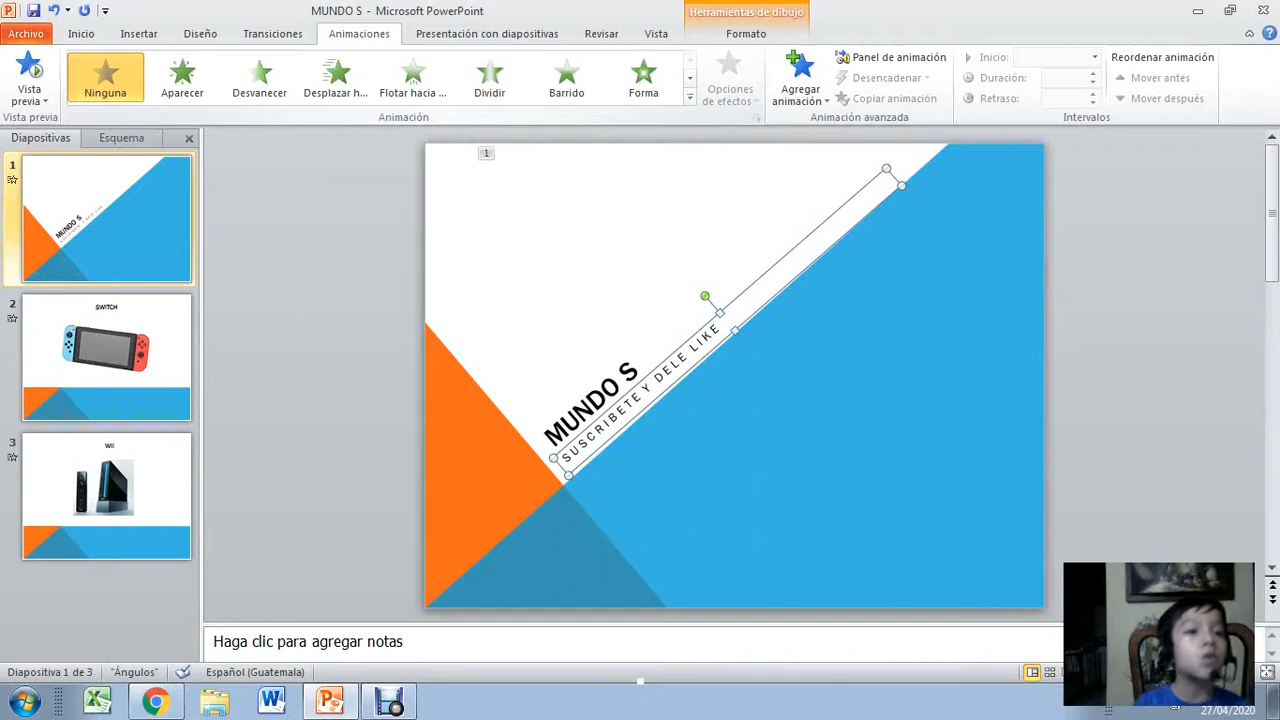 MUNDO S - Microsoft PowerPoint
Herramientas de dibujo
Archivo Inicio Insertar Diseño Transiciones Animaciones Presentación con diapositivas Revisar Vista Formato
Vista previa
Ninguna Aparecer Desvanecer Desplazar h... Flotar hacia ... Dividir Barrido Forma
Opciones de efectos
Agregar animación
Panel de animación
Desencadenar
Copiar animación
Inicio:
Duración:
Retraso:
Reordenar animación
Mover antes
Mover después
Vista previa Animación Animación avanzada Intervalos
Diapositivas Esquema
1
MUNDO S
2
SWITCH
3
WII
1
MUNDO S
SUSCRIBETE Y DELE LIKE
Haga clic para agregar notas
Diapositiva 1 de 3 "Ángulos" Español (Guatemala)
27/04/2020